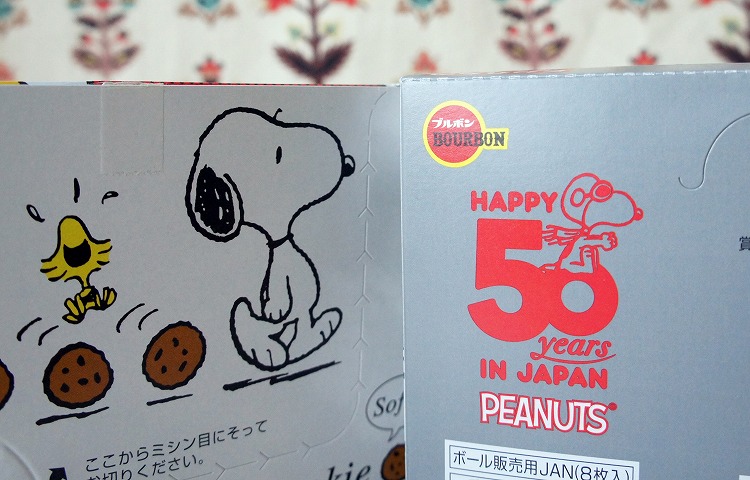 ここからミシン目にそって
お切りください。
Sof
kie
ブルボン
BOURBON
HAPPY
50
years
IN JAPAN
PEANUTS
賞
ボール販売用JAN(8枚入)